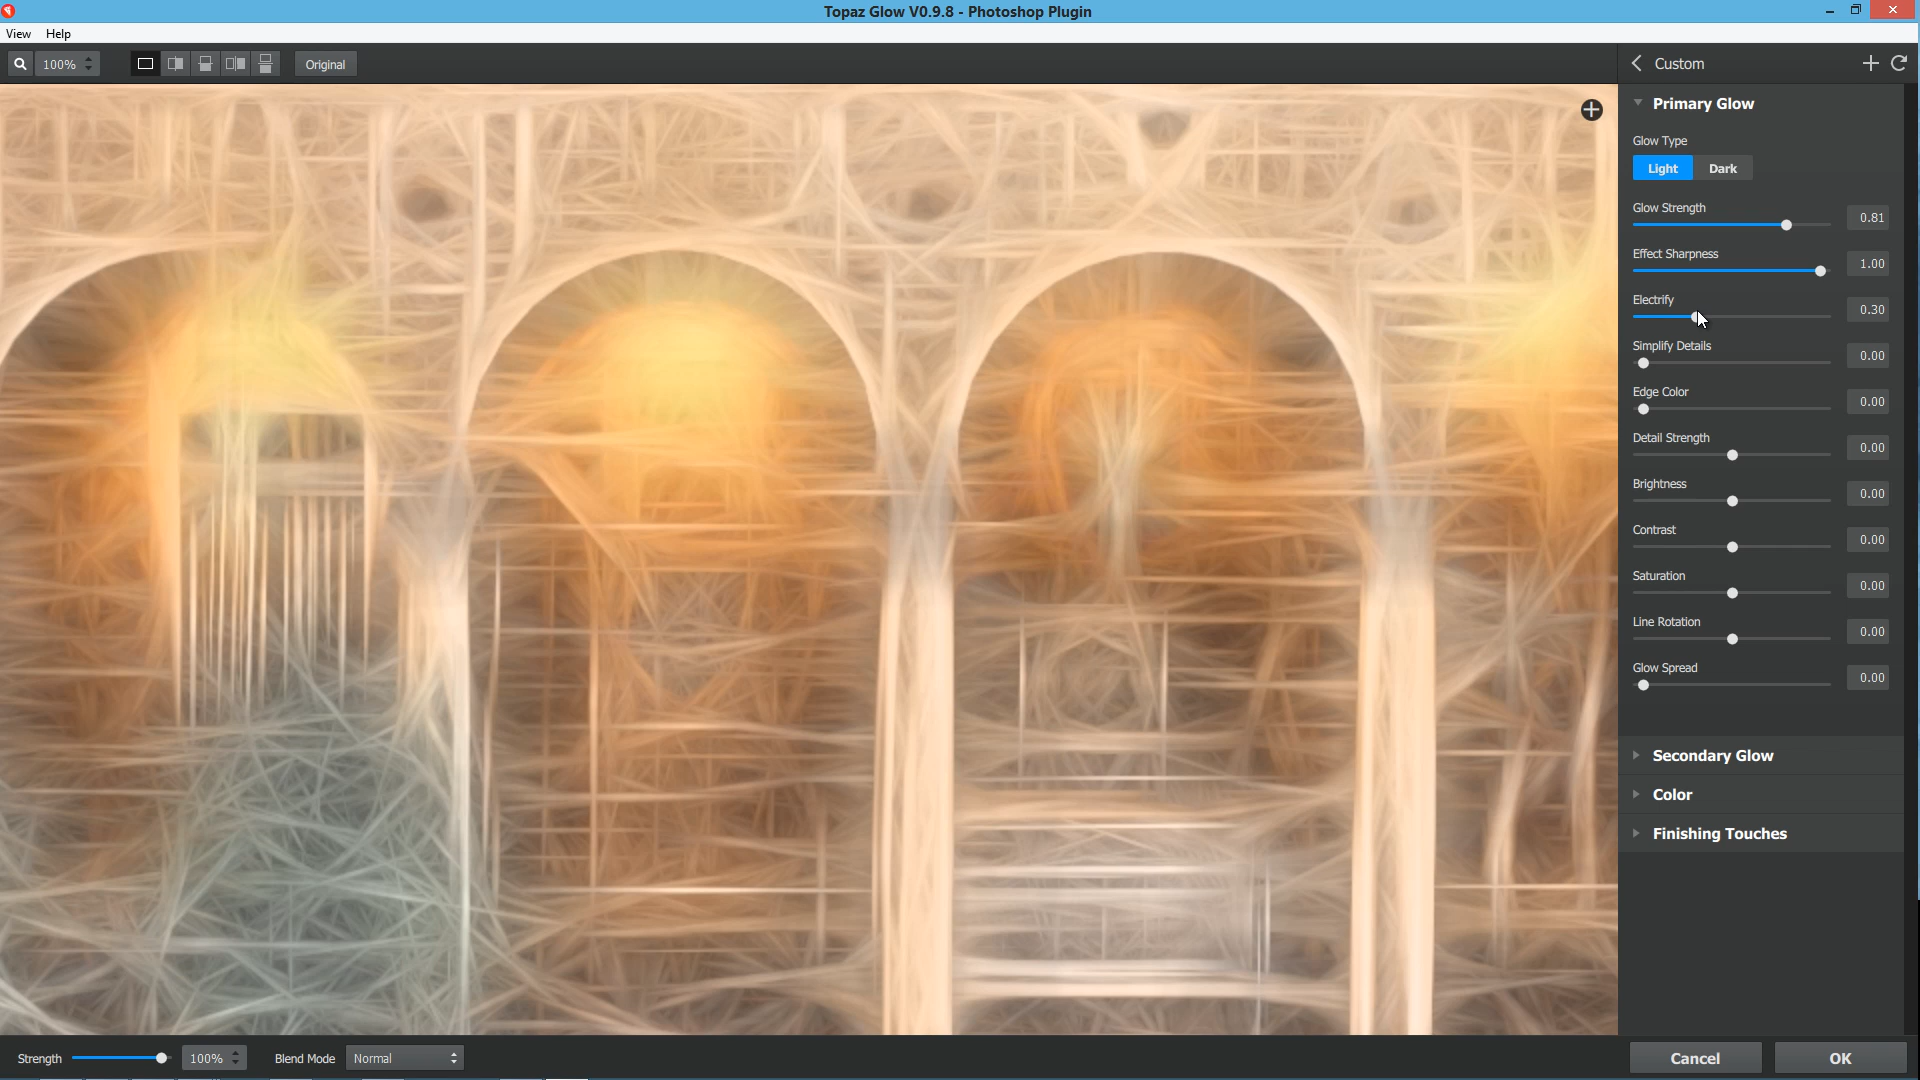 Topaz Glow V0.9.8 - Photoshop Plugin
View Help
100% Original
Custom
Primary Glow
Glow Type
Light Dark
Glow Strength
0.81
Effect Sharpness
1.00
Electrify
0.30
Simplify Details
0.00
Edge Color
0.00
Detail Strength
0.00
Brightness
0.00
Contrast
0.00
Saturation
0.00
Line Rotation
0.00
Glow Spread
0.00
Secondary Glow
Color
Finishing Touches
Strength 100% Blend Mode Normal Cancel OK